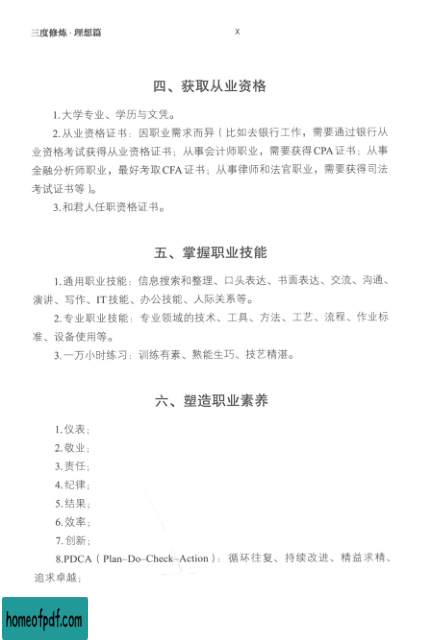 三度修炼·理想篇
X
四、获取从业资格
1.大学专业、学历与文凭。
2.从业资格证书：因职业需求而异（比如去银行工作，需要通过银行从
业资格考试获得从业资格证书；从事会计师职业，需要获得CPA证书；从事
金融分析师职业，最好考取CFA证书；从事律师和法官职业，需要获得司法
考试证书等）。
3.和君人任职资格证书。
五、掌握职业技能
1.通用职业技能：信息搜索和整理、口头表达、书面表达、交流、沟通、
演讲、写作、IT技能、办公技能、人际关系等。
2.专业职业技能：专业领域的技术、工具、方法、工艺、流程、作业标
准、设备使用等。
3.一万小时练习：训练有素、熟能生巧、技艺精湛。
六、塑造职业素养
1.仪表；
2.敬业；
3.责任；
4.纪律；
5.结果；
6.效率；
7.创新；
8.PDCA（Plan–Do–Check–Action）：循环往复、持续改进、精益求精、
追求卓越；
homeofpdf.com